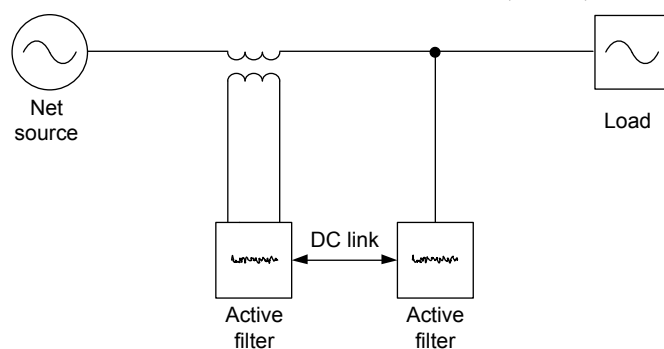 Net
source
Load
DC link
Active
filter
Active
filter